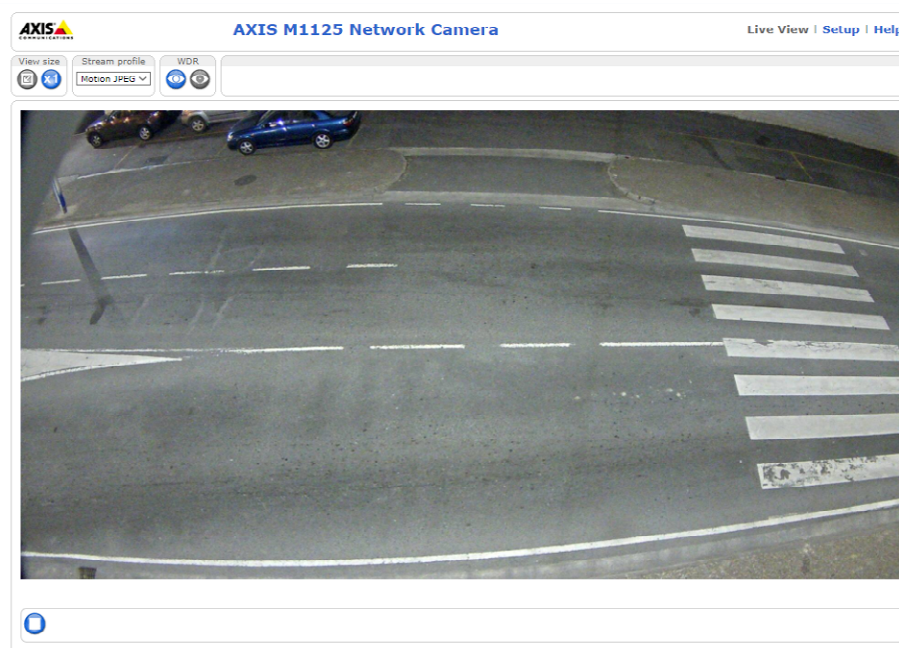 AXIS
COMMUNICATIONS
AXIS M1125 Network Camera
Live View | Setup | Help
View size
Stream profile
WDR
x1
Motion JPEG